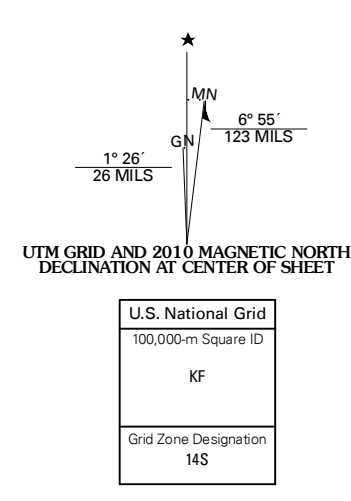 MN
GN
6° 55´
123 MILS
1° 26´
26 MILS
UTM GRID AND 2010 MAGNETIC NORTH
DECLINATION AT CENTER OF SHEET
U.S. National Grid
100,000-m Square ID
KF
Grid Zone Designation
14S